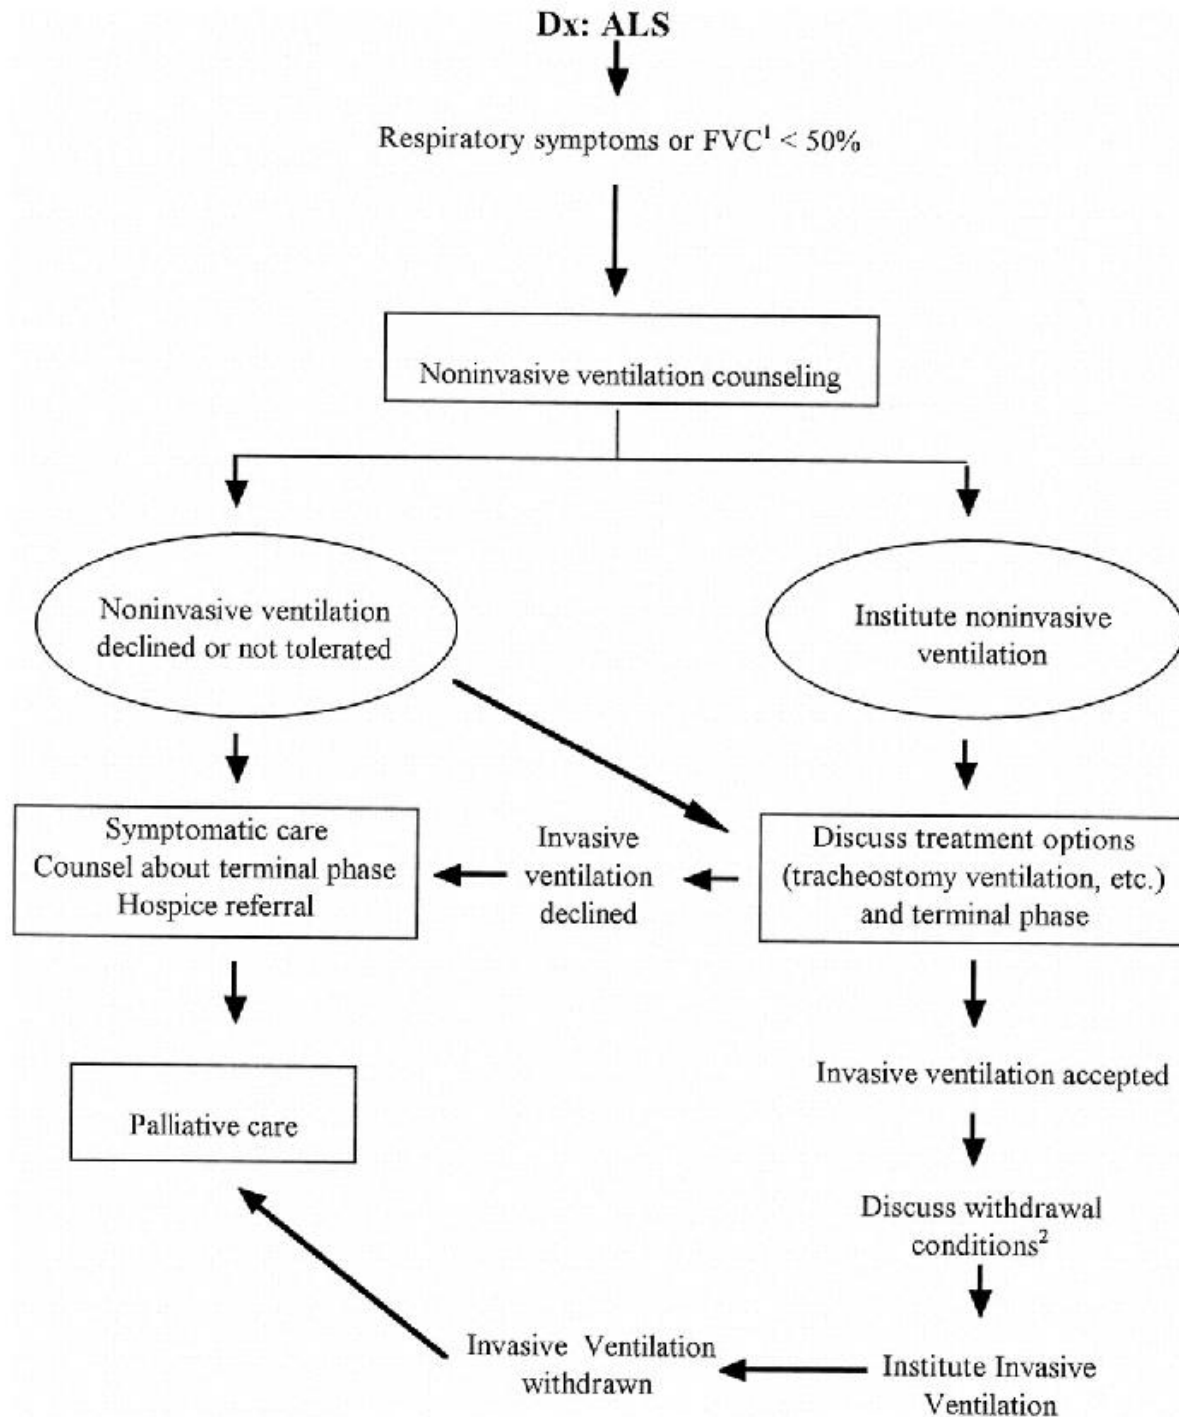 Dx: ALS
Respiratory symptoms or FVC¹ < 50%
Noninvasive ventilation counseling
Noninvasive ventilation
declined or not tolerated
Institute noninvasive
ventilation
Symptomatic care
Counsel about terminal phase
Hospice referral
Invasive
ventilation
declined
Discuss treatment options
(tracheostomy ventilation, etc.)
and terminal phase
Invasive ventilation accepted
Palliative care
Discuss withdrawal
conditions²
Invasive Ventilation
withdrawn
Institute Invasive
Ventilation